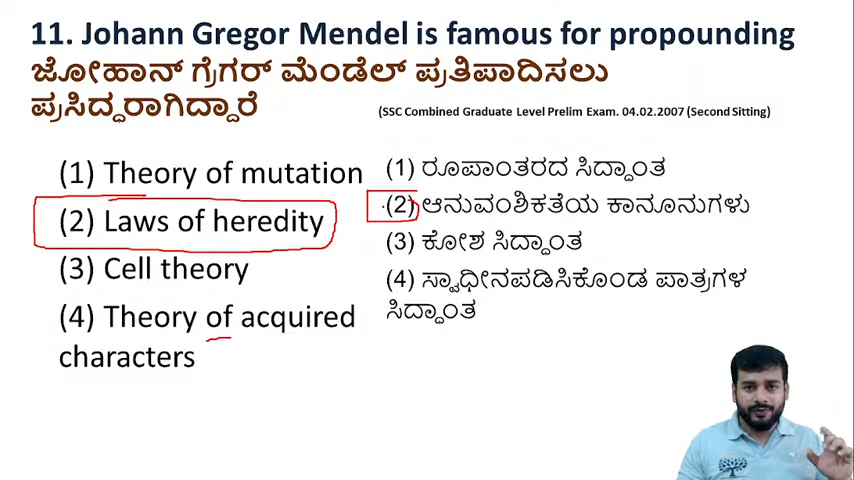 11. Johann Gregor Mendel is famous for propounding
ಜೋಹಾನ್ ಗ್ರೆಗರ್ ಮೆಂಡೆಲ್ ಪ್ರತಿಪಾದಿಸಲು
ಪ್ರಸಿದ್ಧರಾಗಿದ್ದಾರೆ
(SSC Combined Graduate Level Prelim Exam. 04.02.2007 (Second Sitting)
(1) Theory of mutation
(2) Laws of heredity
(3) Cell theory
(4) Theory of acquired
characters
(1) ರೂಪಾಂತರದ ಸಿದ್ಧಾಂತ
(2) ಆನುವಂಶಿಕತೆಯ ಕಾನೂನುಗಳು
(3) ಕೋಶ ಸಿದ್ಧಾಂತ
(4) ಸ್ವಾಧೀನಪಡಿಸಿಕೊಂಡ ಪಾತ್ರಗಳ
ಸಿದ್ಧಾಂತ